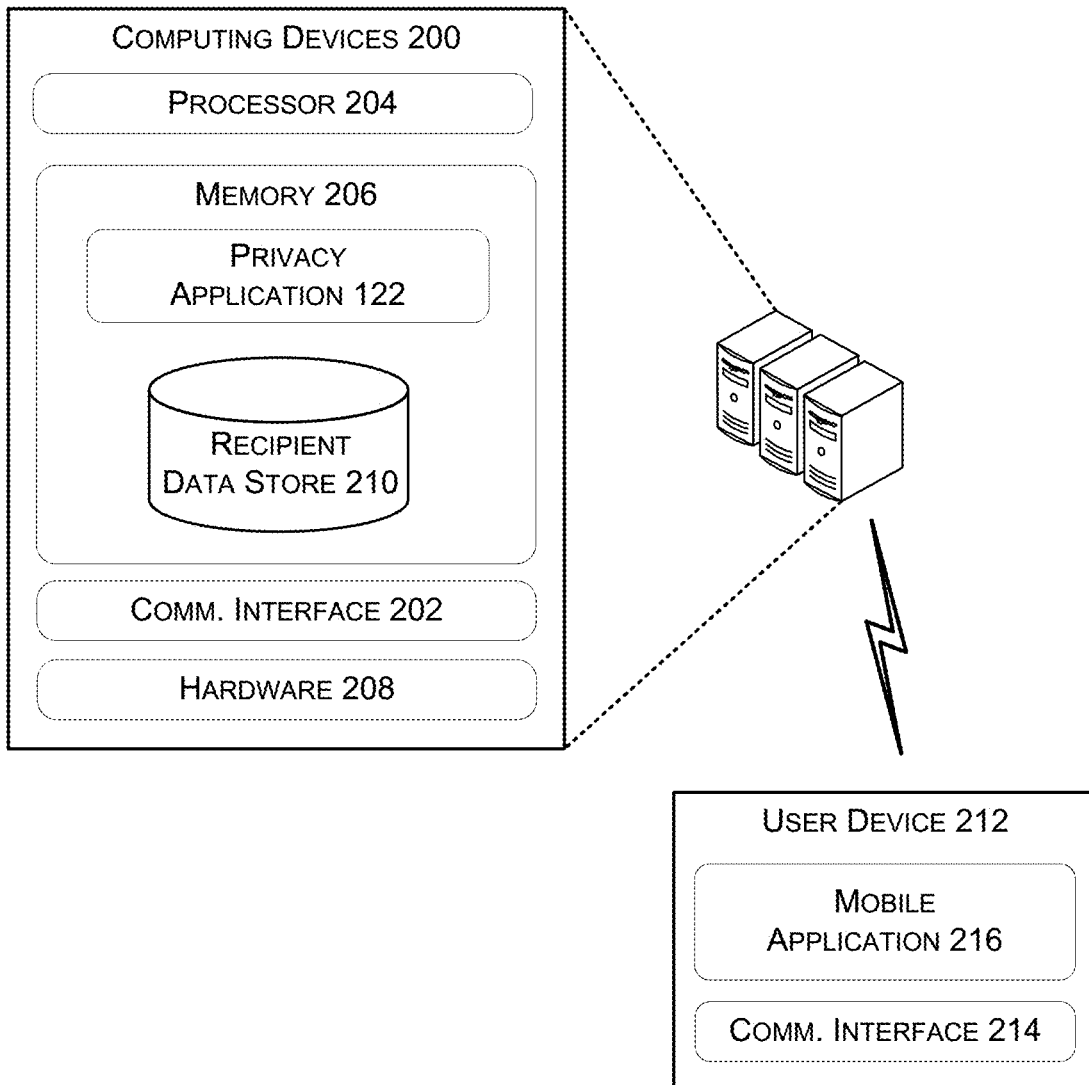 COMPUTING DEVICES 200
PROCESSOR 204
MEMORY 206
PRIVACY
APPLICATION 122
RECIPIENT
DATA STORE 210
COMM. INTERFACE 202
HARDWARE 208
USER DEVICE 212
MOBILE
APPLICATION 216
COMM. INTERFACE 214